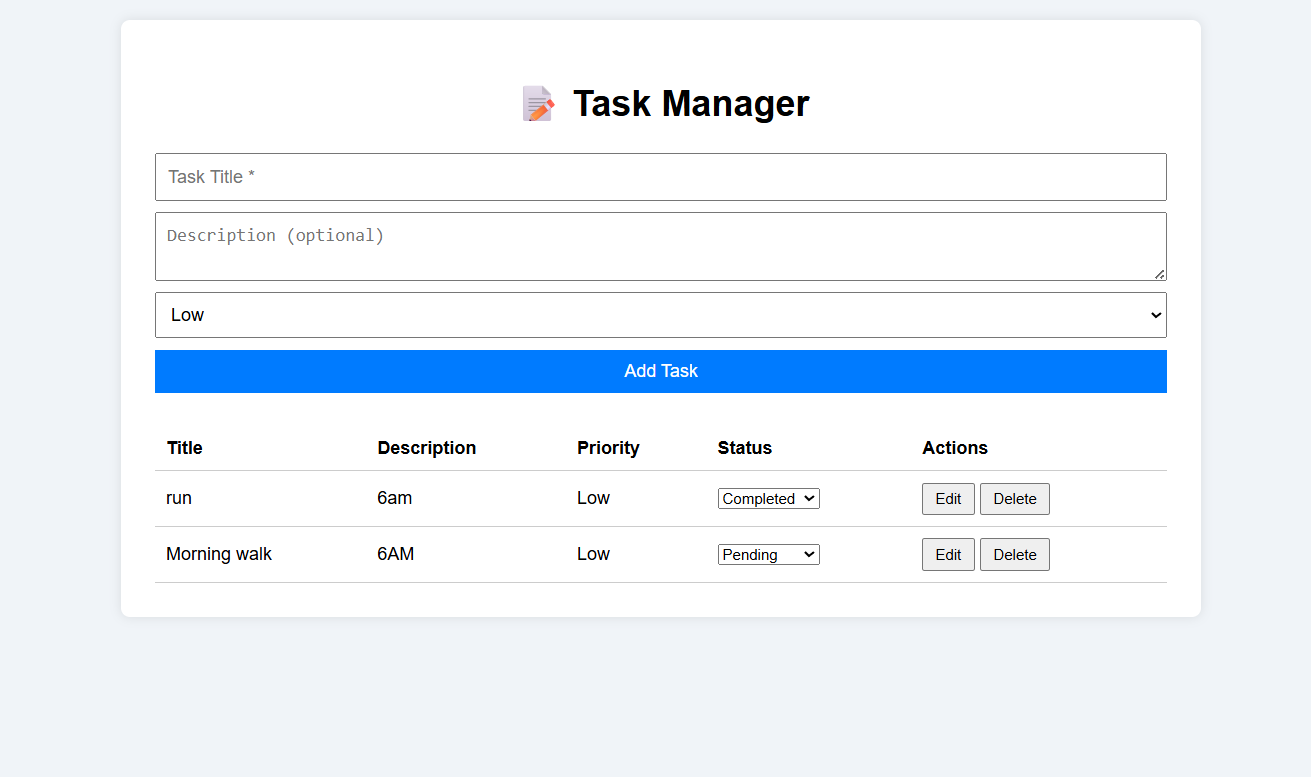 Task Manager
Task Title *
Description (optional)
Low
Add Task
Title Description Priority Status Actions
run 6am Low Completed Edit Delete
Morning walk 6AM Low Pending Edit Delete